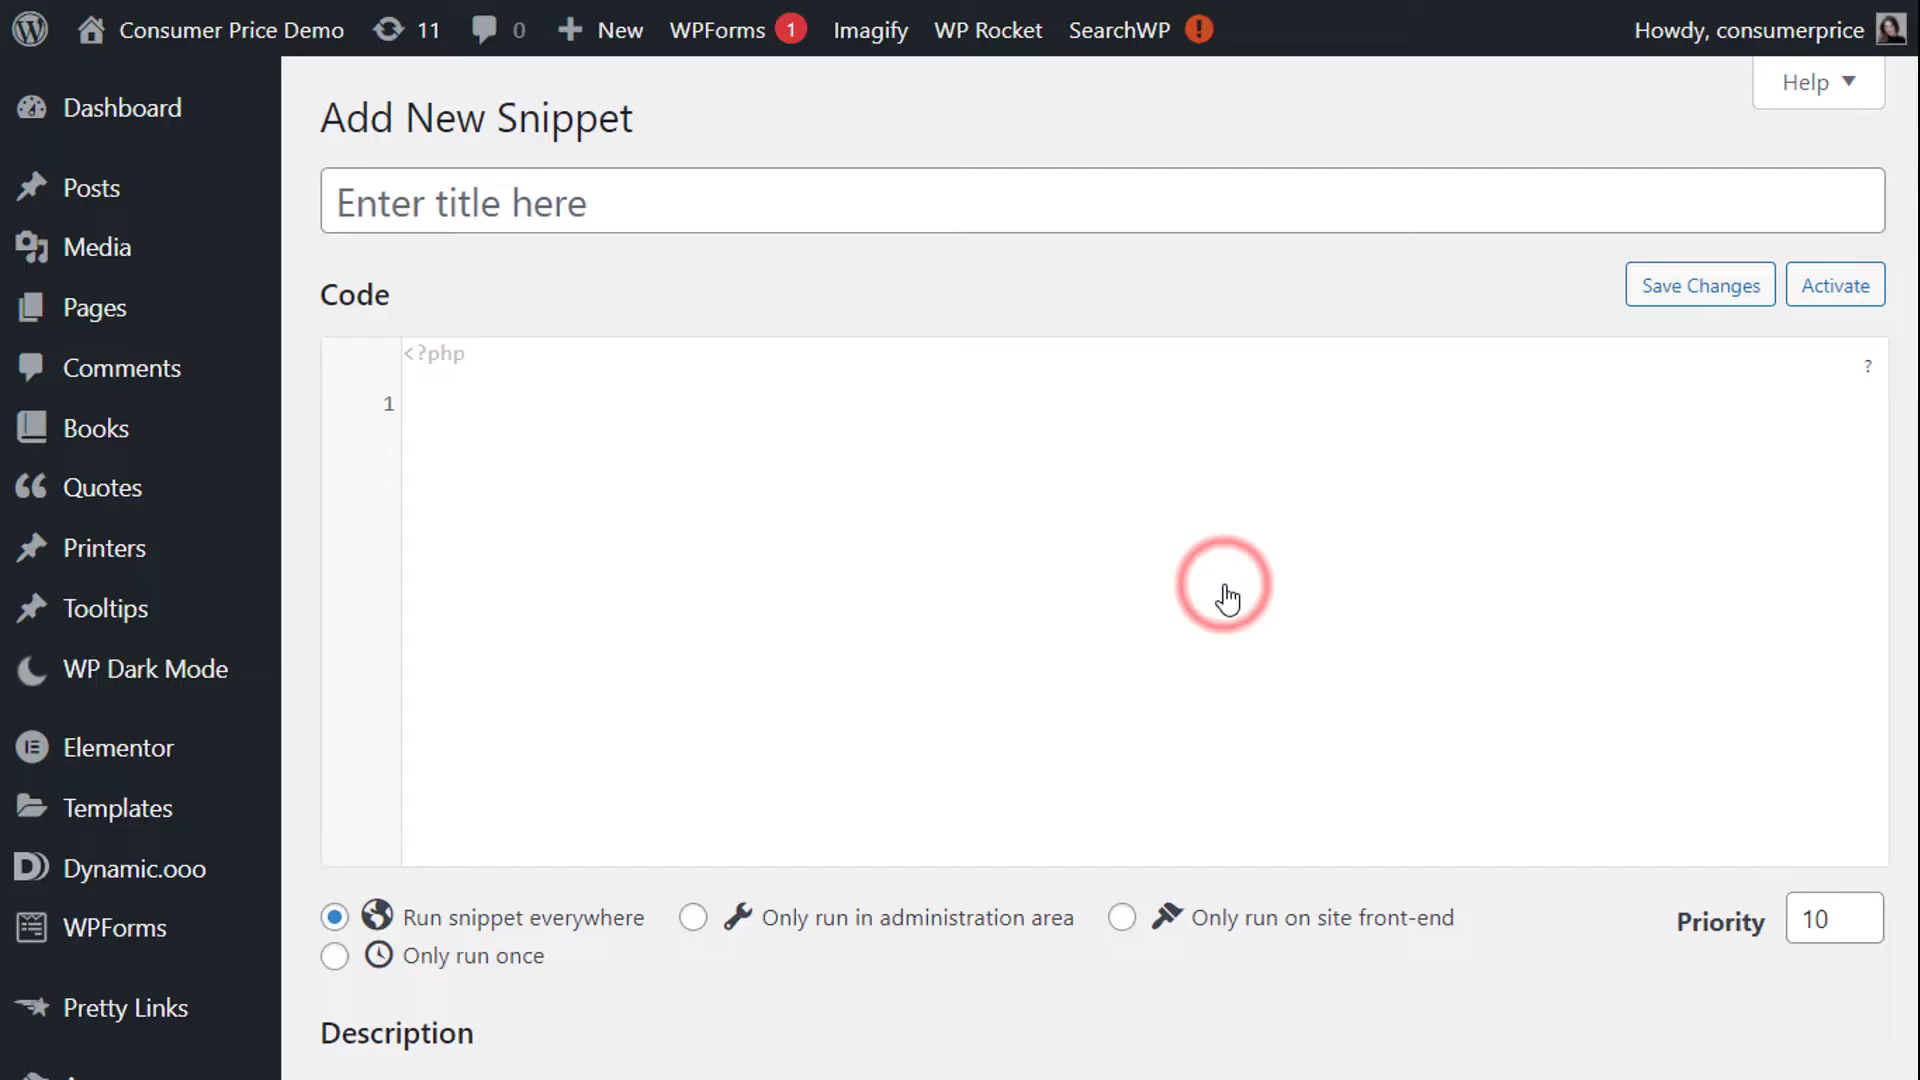 Consumer Price Demo 11 0 New WPForms 1 Imagify WP Rocket SearchWP ! Howdy, consumerprice
Help
Dashboard
Posts
Media
Pages
Comments
Books
Quotes
Printers
Tooltips
WP Dark Mode
Elementor
Templates
Dynamic.ooo
WPForms
Pretty Links
Add New Snippet
Enter title here
Code
Save Changes Activate
<?php
?
1
Run snippet everywhere Only run in administration area Only run on site front-end
Only run once
Priority 10
Description